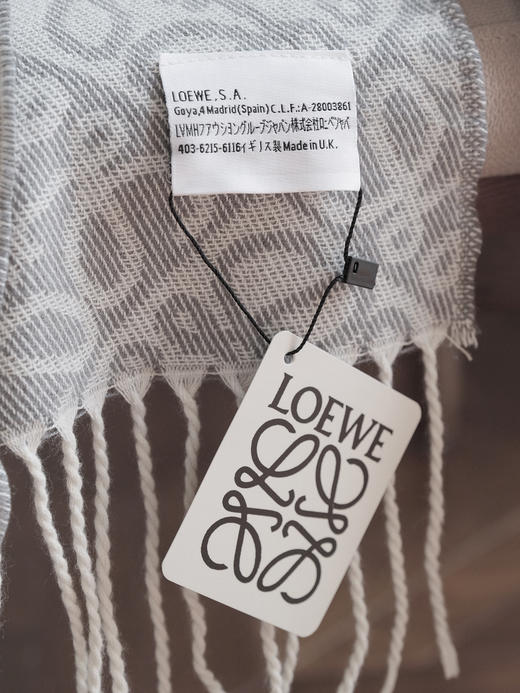 LOEWE, S.A.
Goya,4 Madrid(Spain) C.L.F.:A-28003861
LVMHファウションググループジャパン株式会社ロエベジャパ
403-6215-6116イギリス製 Made in U.K.
LOEWE